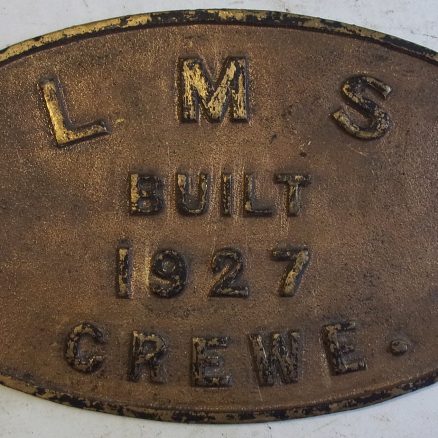 L M S
BUILT
1927
CREWE.